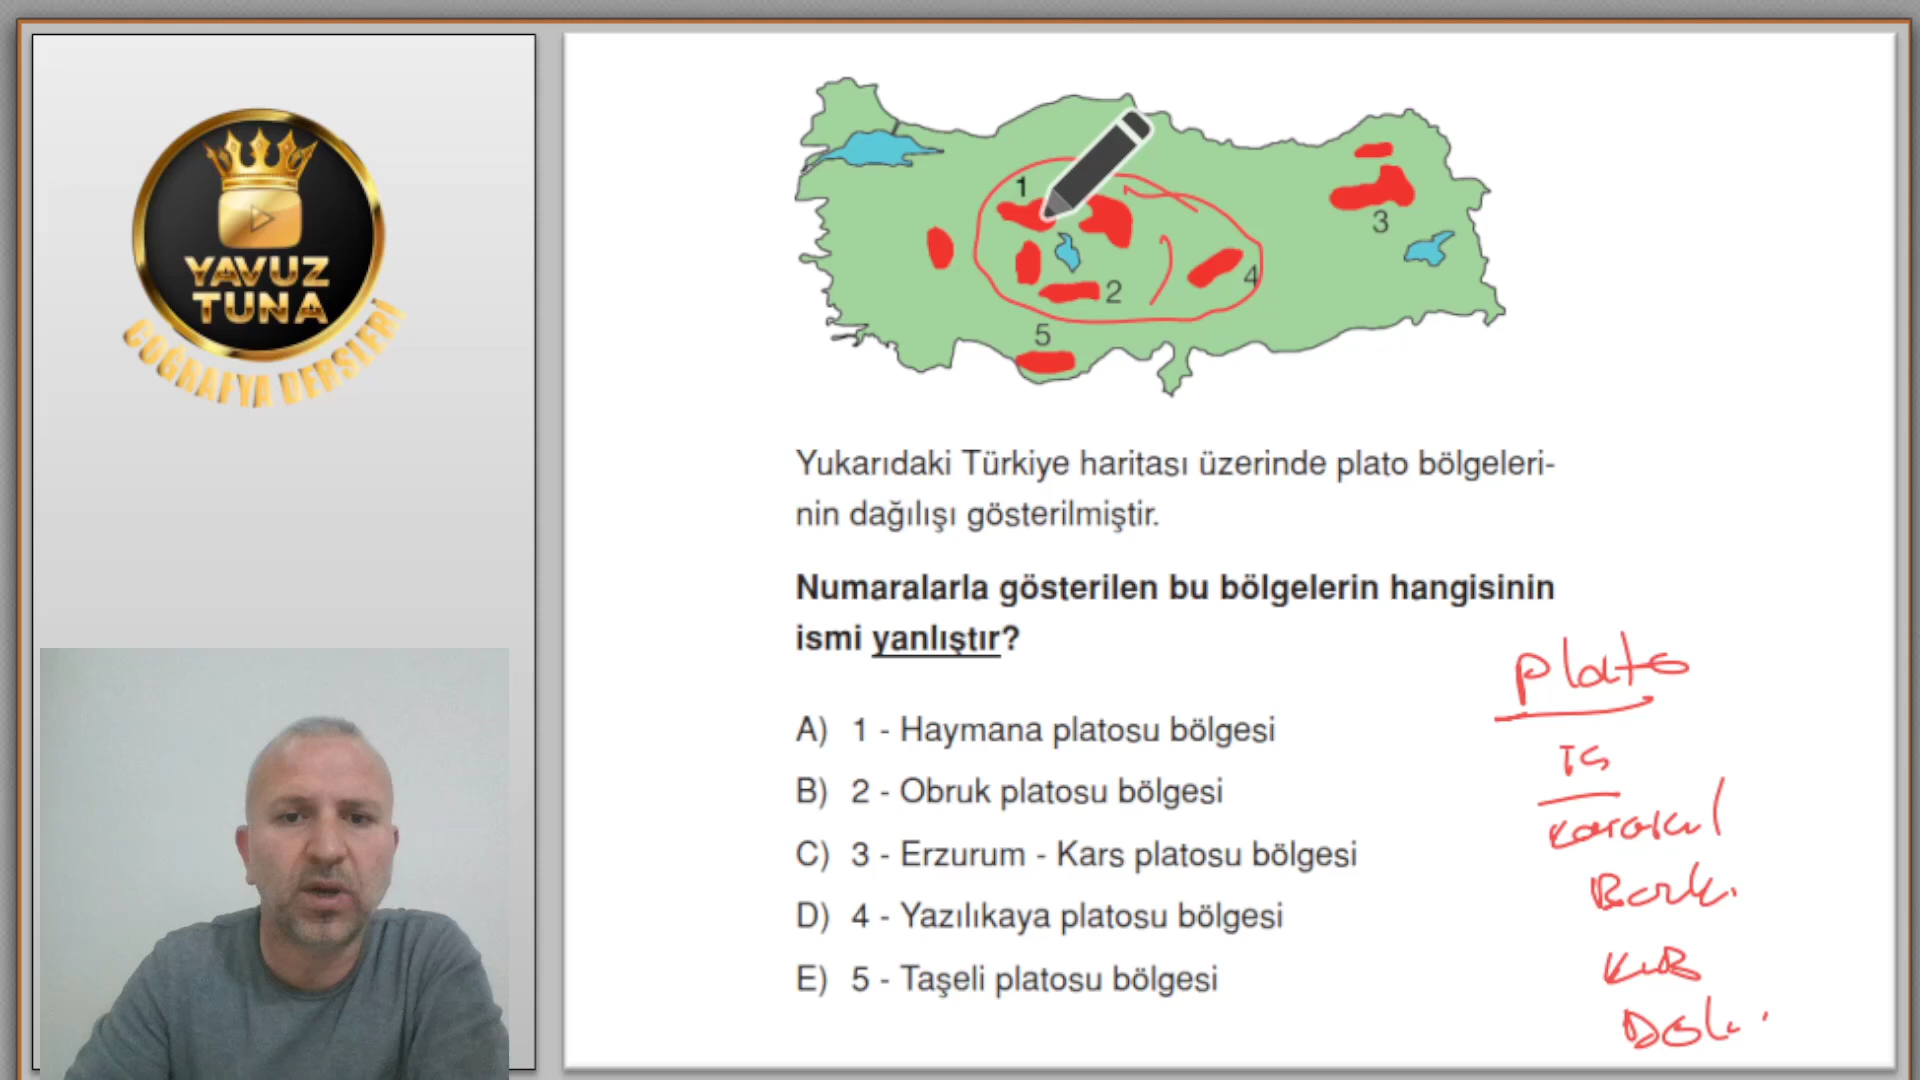 YAVUZ
TUNA
COĞRAFYA DERSLERİ
1
2
3
4
5
Yukarıdaki Türkiye haritası üzerinde plato bölgeleri-
nin dağılışı gösterilmiştir.
Numaralarla gösterilen bu bölgelerin hangisinin
ismi yanlıştır?
A) 1 - Haymana platosu bölgesi
B) 2 - Obruk platosu bölgesi
C) 3 - Erzurum - Kars platosu bölgesi
D) 4 - Yazılıkaya platosu bölgesi
E) 5 - Taşeli platosu bölgesi
plato